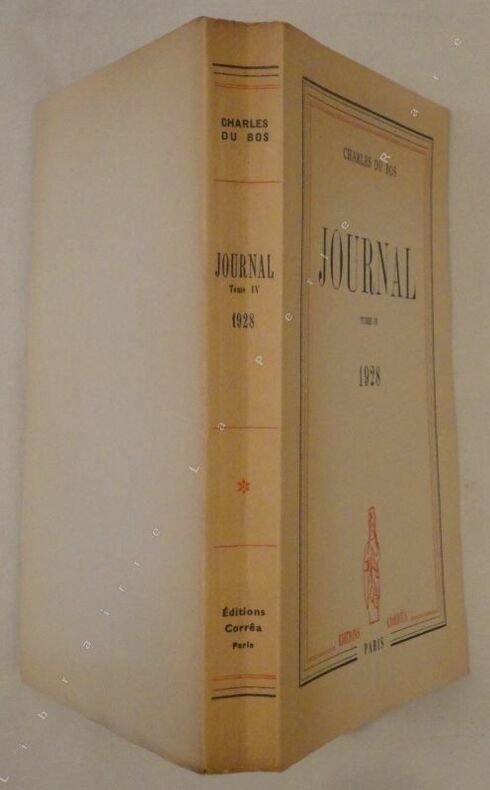 CHARLES
DU BOS
JOURNAL
Tome IV
1928
Éditions
Corrêa
Paris
CHARLES DU BOS
JOURNAL
TOME IV
1928
EDITIONS CORRÊA
PARIS
Librairie La Perle Rare